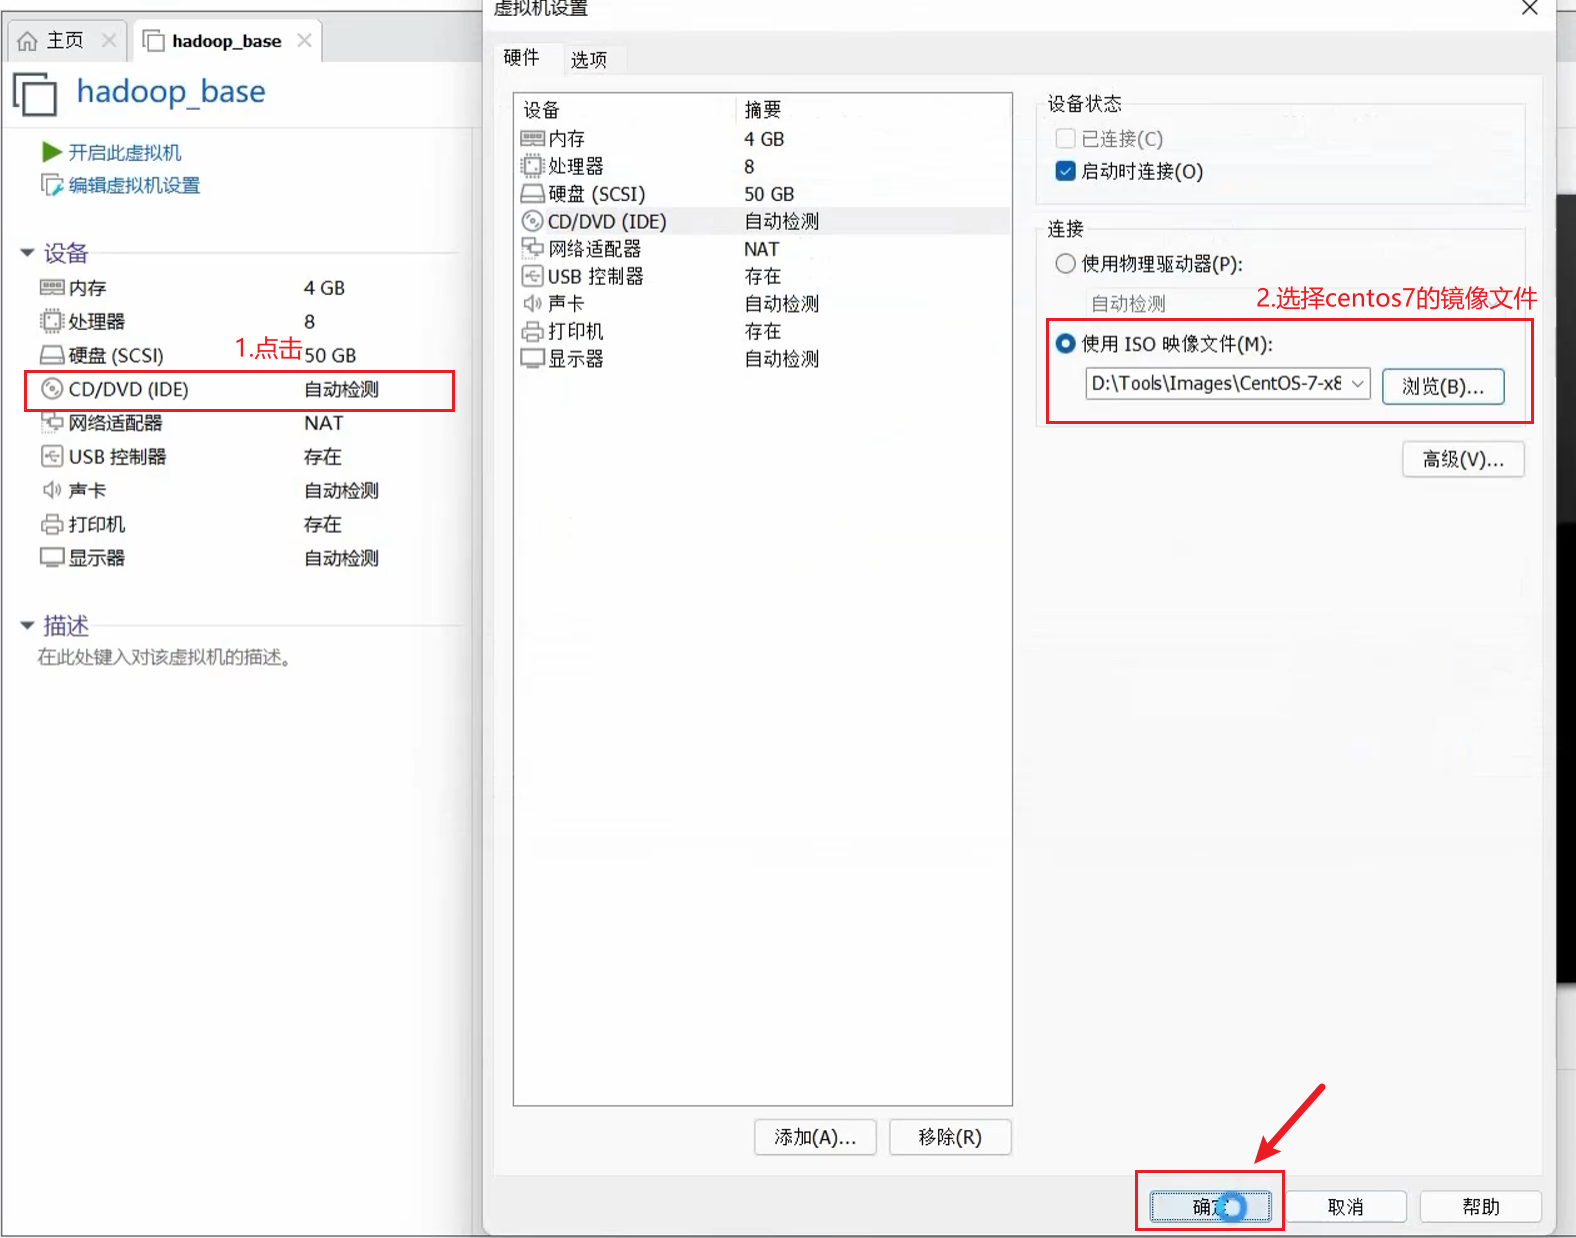 主页
hadoop_base
hadoop_base
开启此虚拟机
编辑虚拟机设置
设备
内存 4 GB
处理器 8
1.点击
硬盘 (SCSI) 50 GB
CD/DVD (IDE) 自动检测
网络适配器 NAT
USB 控制器 存在
声卡 自动检测
打印机 存在
显示器 自动检测
描述
在此处键入对该虚拟机的描述。
虚拟机设置
硬件 选项
设备 摘要
内存 4 GB
处理器 8
硬盘 (SCSI) 50 GB
CD/DVD (IDE) 自动检测
网络适配器 NAT
USB 控制器 存在
声卡 自动检测
打印机 存在
显示器 自动检测
添加(A)... 移除(R)
设备状态
已连接(C)
启动时连接(O)
连接
使用物理驱动器(P):
自动检测
2.选择centos7的镜像文件
使用 ISO 映像文件(M):
D:\Tools\Images\CentOS-7-x8 浏览(B)...
高级(V)...
确定 取消 帮助